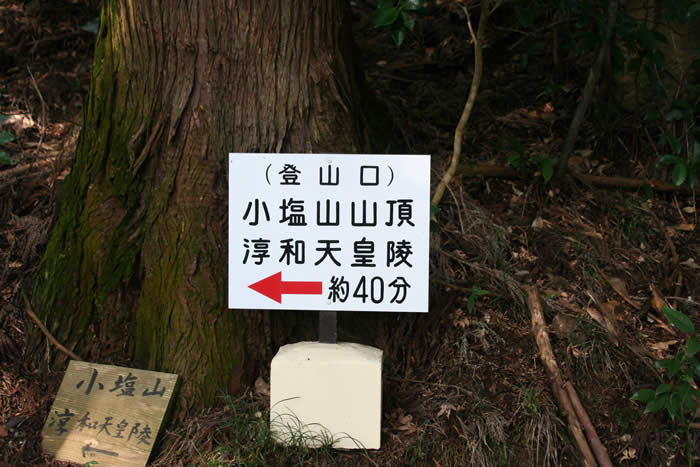 （登山口）
小塩山山頂
淳和天皇陵
← 約40分
小塩山
淳和天皇陵
←